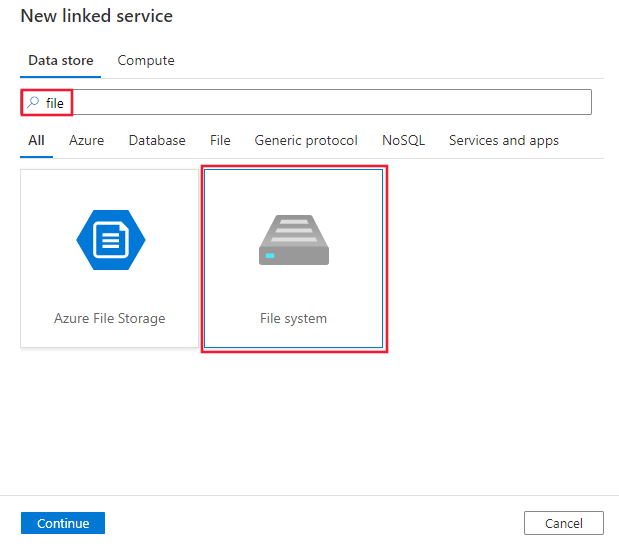 New linked service
Data store Compute
file
All Azure Database File Generic protocol NoSQL Services and apps
Azure File Storage File system
Continue Cancel